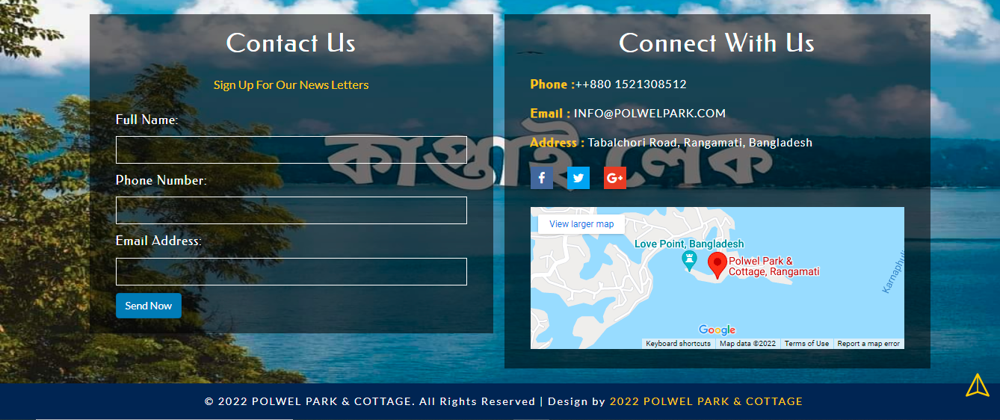 Contact Us
Sign Up For Our News Letters
Full Name:
Phone Number:
Email Address:
Send Now
Connect With Us
Phone :++880 1521308512
Email : INFO@POLWELPARK.COM
Address : Tabalchori Road, Rangamati, Bangladesh
কাপ্তাই লেক
f
G+
View larger map
Love Point, Bangladesh
Polwel Park &
Cottage, Rangamati
Karnaphuli
Google
Keyboard shortcuts
Map data ©2022
Terms of Use
Report a map error
© 2022 POLWEL PARK & COTTAGE. All Rights Reserved | Design by 2022 POLWEL PARK & COTTAGE